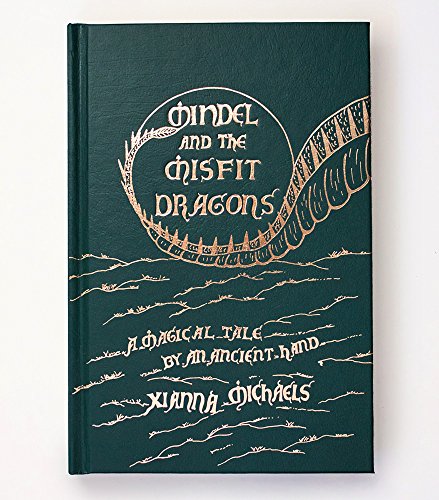 MINDEL
AND THE
MISFIT
DRAGONS
A MAGICAL TALE
BY AN ANCIENT HAND
XIANNA MICHAELS